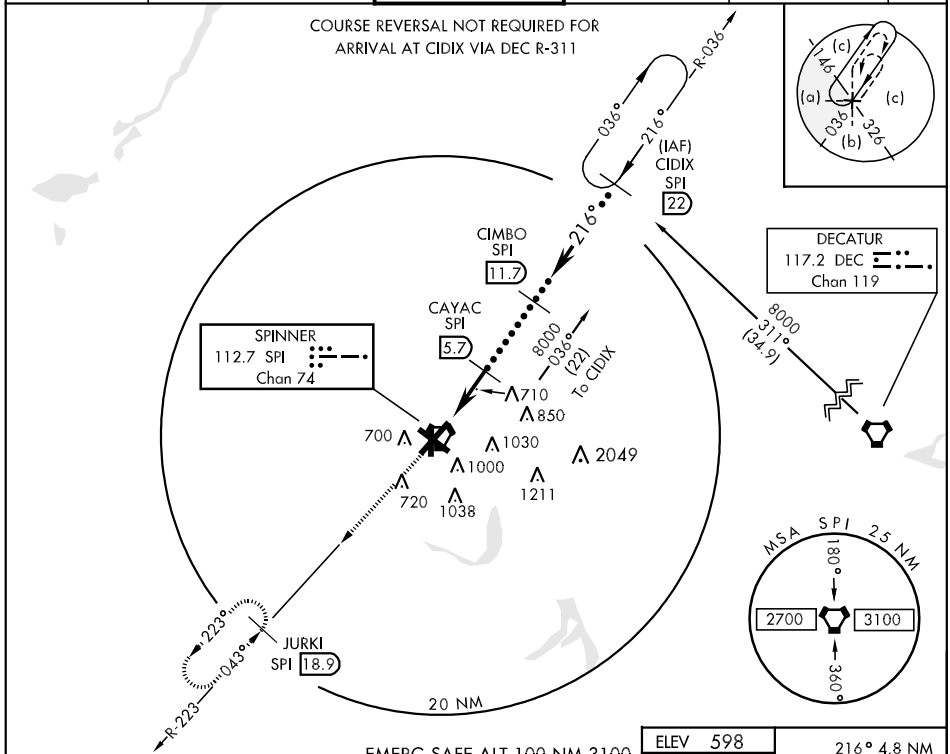 COURSE REVERSAL NOT REQUIRED FOR
ARRIVAL AT CIDIX VIA DEC R-311
R-036
036°
216°
(IAF)
CIDIX
SPI
22
216°
(c)
146
(a)
(c)
036
326
(b)
CIMBO
SPI
11.7
DECATUR
117.2 DEC
Chan 119
CAYAC
SPI
5.7
8000
036°
(22)
To CIDIX
8000
311°
(34.9)
SPINNER
112.7 SPI
Chan 74
710
850
700
1030
2049
1000
1211
720
1038
MSA SPI 25 NM
180°
2700
3100
360°
223°
043°
JURKI
SPI 18.9
R-223
20 NM
EMERG SAFE ALT 100 NM 3100
ELEV 598
216° 4.8 NM